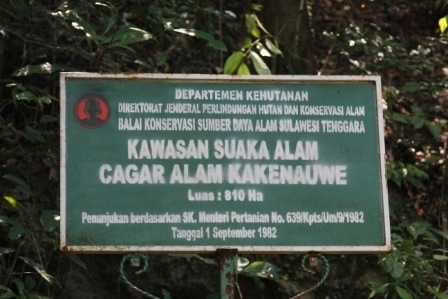 DEPARTEMEN KEHUTANAN
DIREKTORAT JENDERAL PERLINDUNGAN HUTAN DAN KONSERVASI ALAM
BALAI KONSERVASI SUMBER DAYA ALAM SULAWESI TENGGARA
KAWASAN SUAKA ALAM
CAGAR ALAM KAKENAUWE
Luas : 810 Ha
Penunjukan berdasarkan SK. Menteri Pertanian No. 639/Kpts/Um/9/1982
Tanggal 1 September 1982